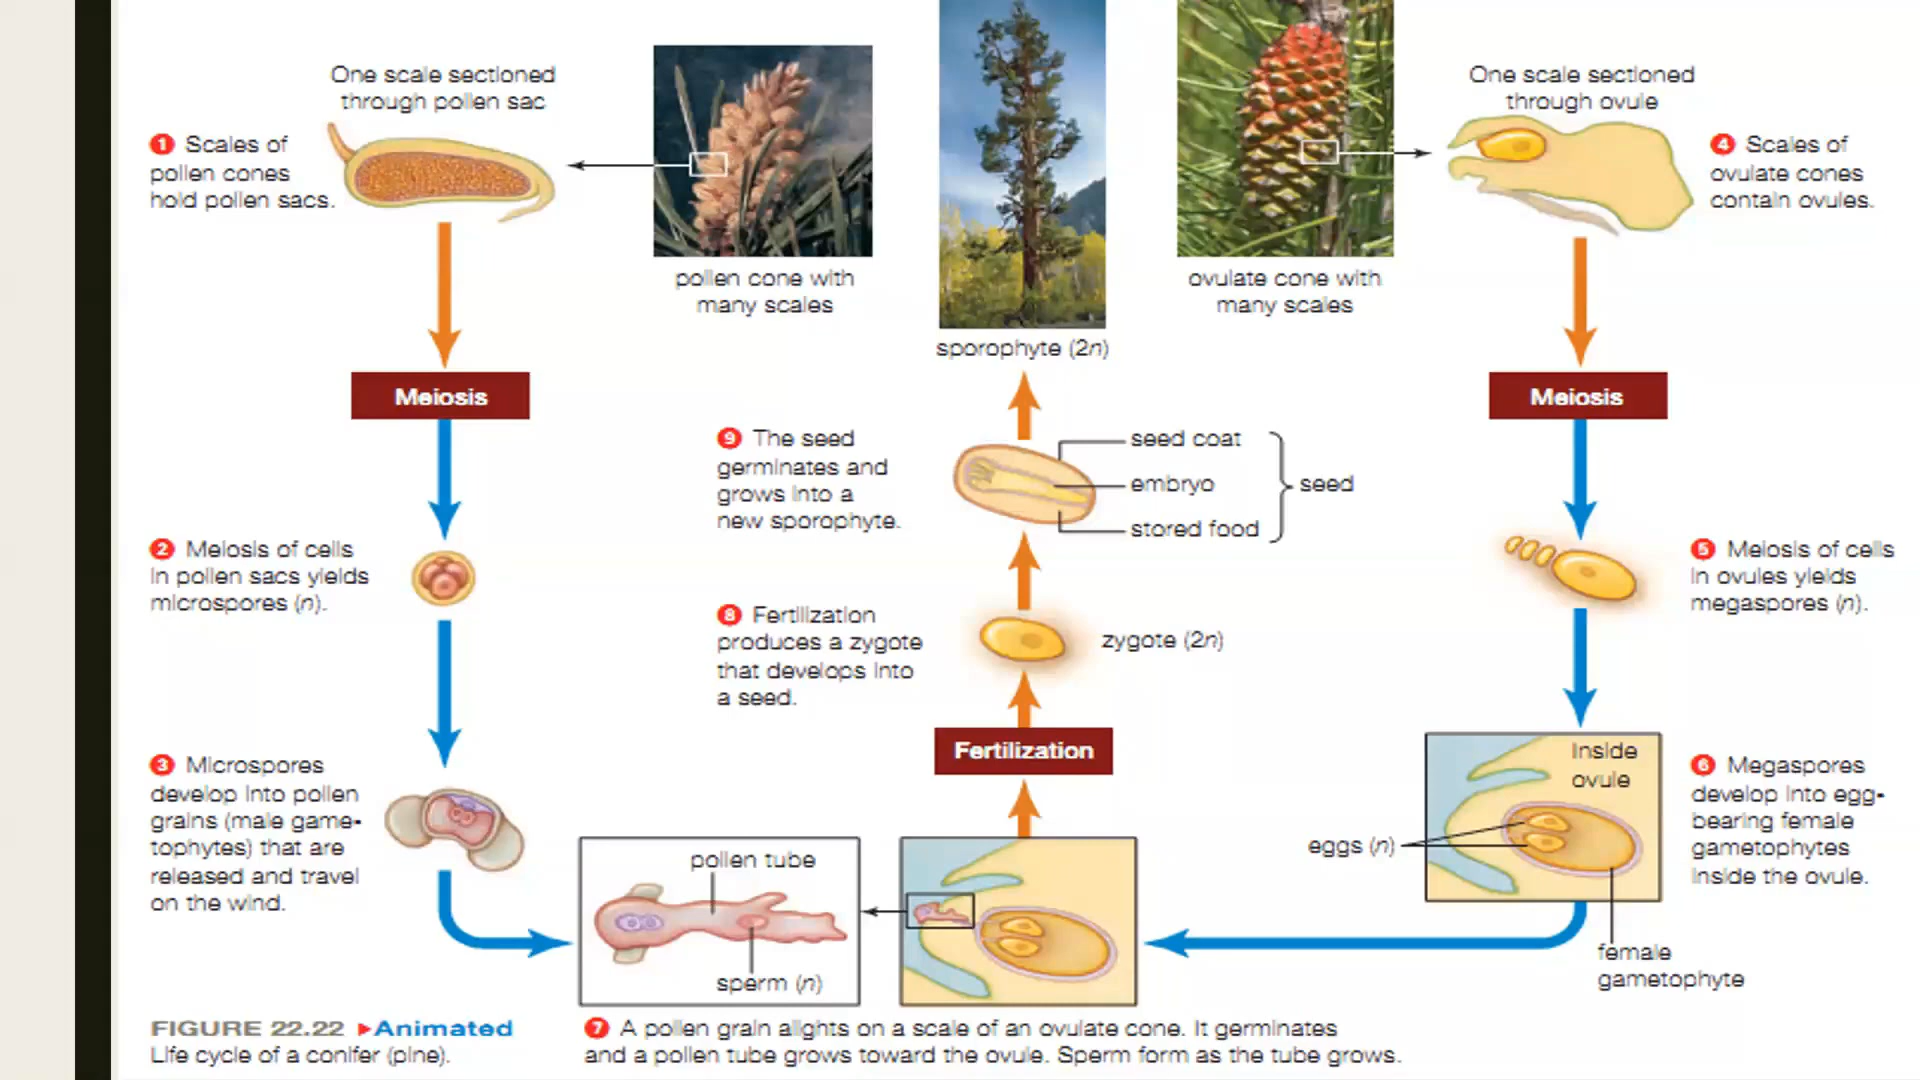 One scale sectioned
through pollen sac
1 Scales of
pollen cones
hold pollen sacs.
pollen cone with
many scales
sporophyte (2n)
ovulate cone with
many scales
One scale sectioned
through ovule
4 Scales of
ovulate cones
contain ovules.
Meiosis
Meiosis
2 Meiosis of cells
in pollen sacs yields
microspores (n).
9 The seed
germinates and
grows into a
new sporophyte.
seed coat
embryo
stored food
seed
5 Meiosis of cells
in ovules yields
megaspores (n).
8 Fertilization
produces a zygote
that develops into
a seed.
zygote (2n)
Fertilization
3 Microspores
develop into pollen
grains (male game-
tophytes) that are
released and travel
on the wind.
pollen tube
sperm (n)
Inside
ovule
eggs (n)
female
gametophyte
6 Megaspores
develop into egg-
bearing female
gametophytes
inside the ovule.
FIGURE 22.22 ►Animated
Life cycle of a conifer (pine).
7 A pollen grain alights on a scale of an ovulate cone. It germinates
and a pollen tube grows toward the ovule. Sperm form as the tube grows.